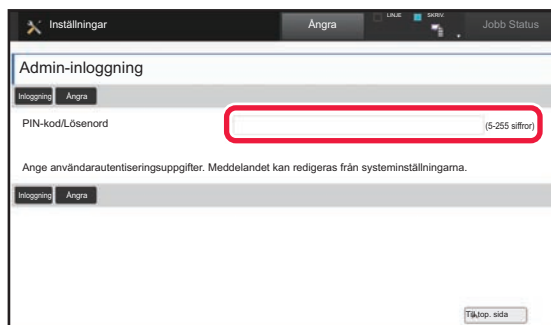 Inställningar
Ångra
LINJE
SKRIV.
Jobb Status
Admin-inloggning
Inloggning Ångra
PIN-kod/Lösenord
(5-255 siffror)
Ange användarautentiseringsuppgifter. Meddelandet kan redigeras från systeminställningarna.
Inloggning Ångra
Till top. sida